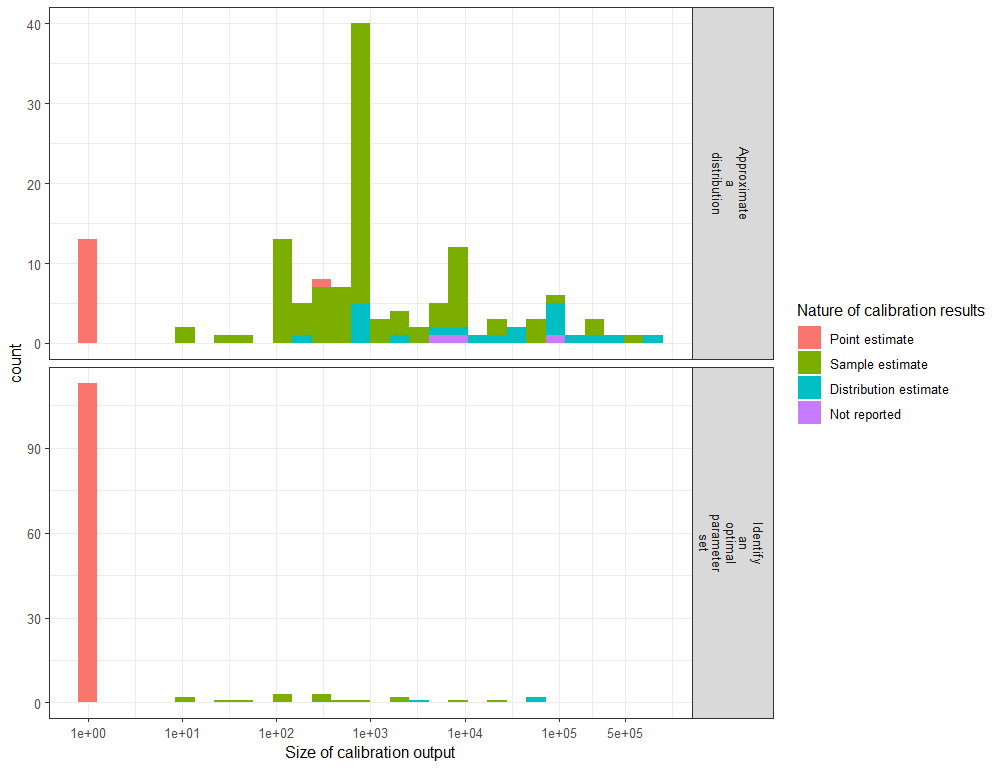 40
30
20
10
0
Approximate
a
distribution
count
90
60
30
0
Identify
an
optimal
parameter
set
1e+00 1e+01 1e+02 1e+03 1e+04 1e+05 5e+05
Size of calibration output
Nature of calibration results
Point estimate
Sample estimate
Distribution estimate
Not reported